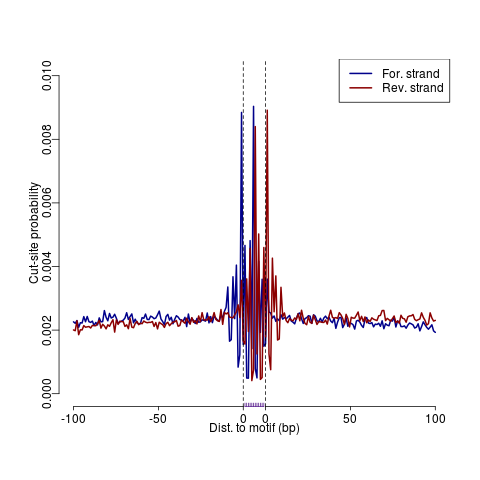 For. strand
Rev. strand
Cut-site probability
0.010
0.008
0.006
0.004
0.002
0.000
-100 -50 0 0 50 100
Dist. to motif (bp)